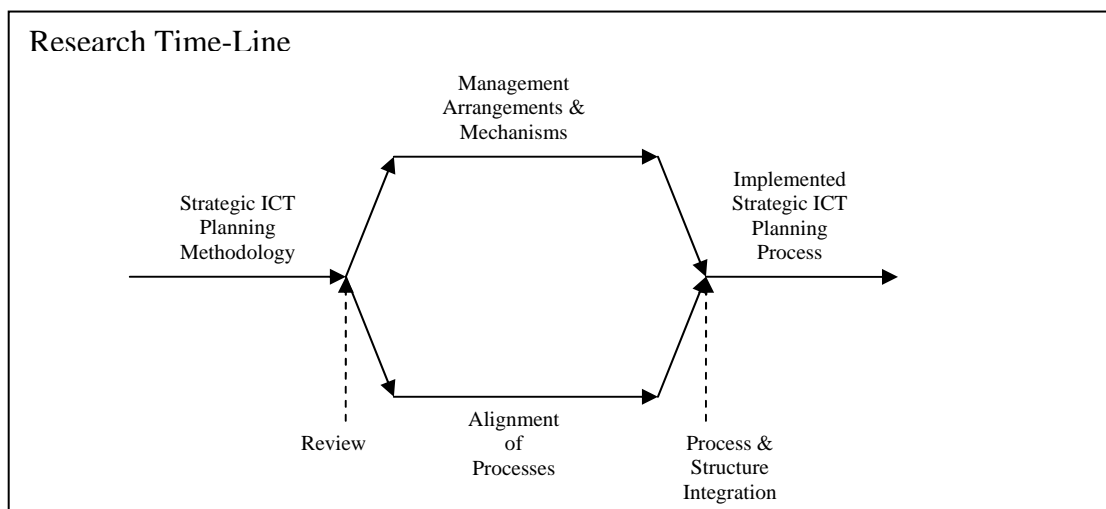 Research Time-Line
Management
Arrangements &
Mechanisms
Strategic ICT
Planning
Methodology
Implemented
Strategic ICT
Planning
Process
Review
Alignment
of
Processes
Process &
Structure
Integration